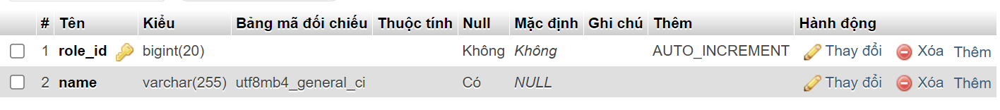 # Tên Kiểu Bảng mã đối chiếu Thuộc tính Null Mặc định Ghi chú Thêm Hành động
1 role_id bigint(20) Không Không AUTO_INCREMENT Thay đổi Xóa Thêm
2 name varchar(255) utf8mb4_general_ci Có NULL Thay đổi Xóa Thêm